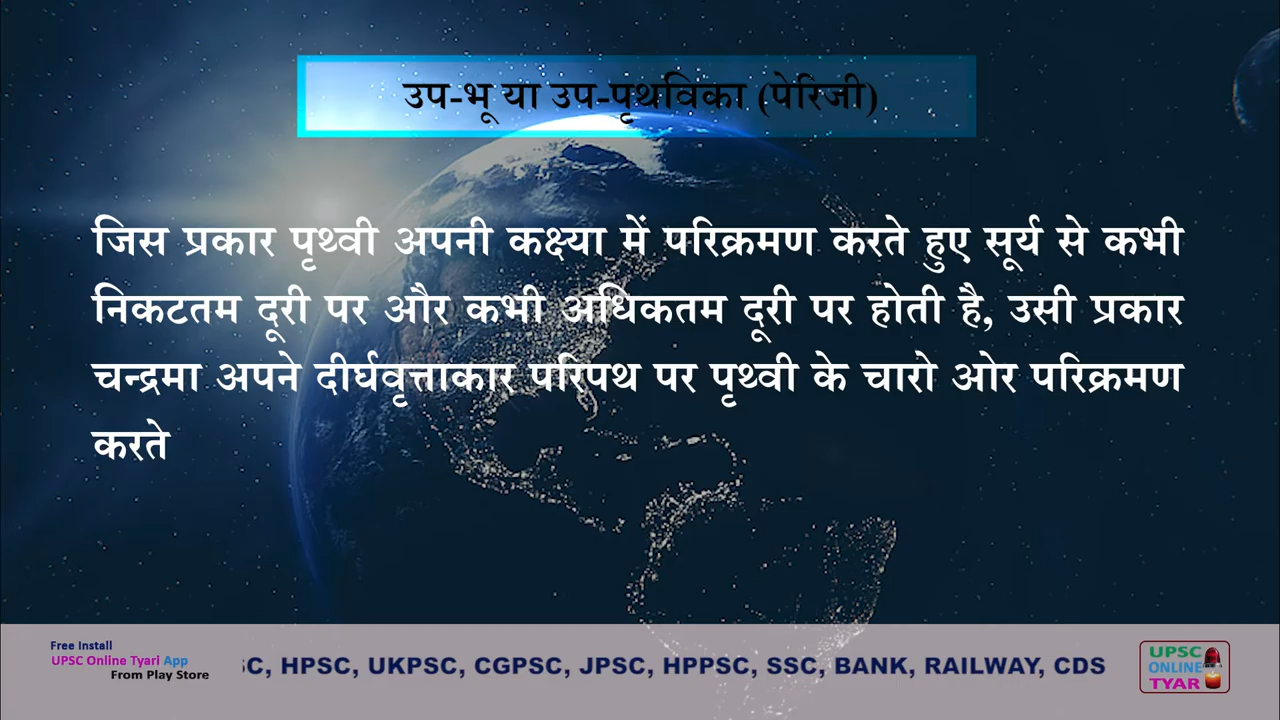 उप-भू या उप-पृथविका (पेरिजी)
जिस प्रकार पृथ्वी अपनी कक्ष्या में परिक्रमण करते हुए सूर्य से कभी
निकटतम दूरी पर और कभी अधिकतम दूरी पर होती है, उसी प्रकार
चन्द्रमा अपने दीर्घवृत्ताकार परिपथ पर पृथ्वी के चारो ओर परिक्रमण
करते
Free Install
UPSC Online Tyari App
From Play Store
SC, HPSC, UKPSC, CGPSC, JPSC, HPPSC, SSC, BANK, RAILWAY, CDS
UPSC
ONLINE
TYAR